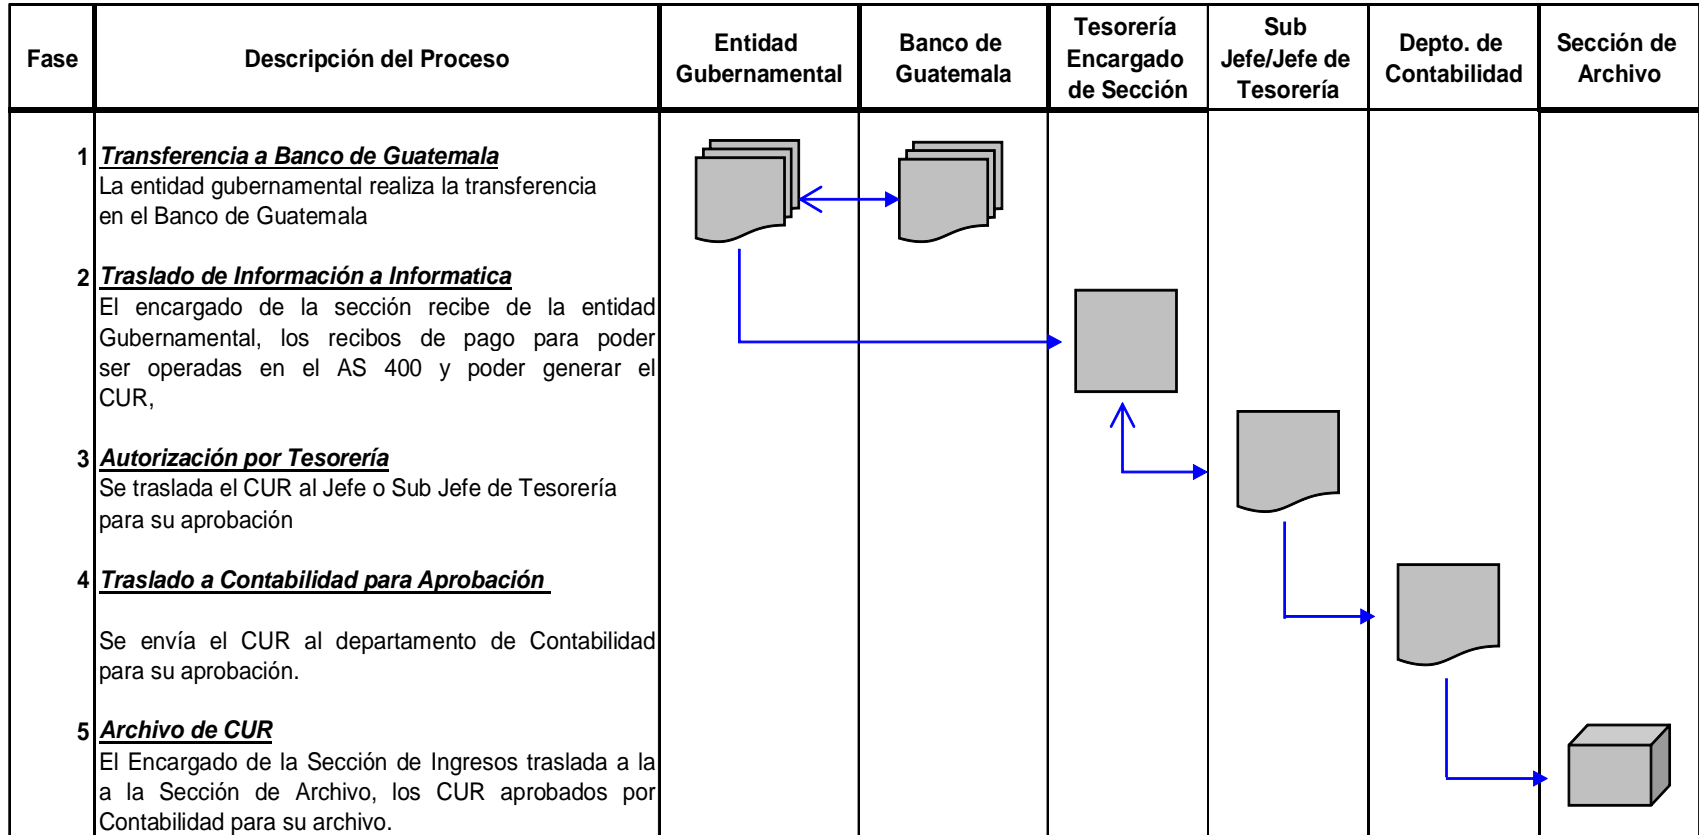 Fase
Descripción del Proceso
Entidad
Gubernamental
Banco de
Guatemala
Tesorería
Encargado
de Sección
Sub
Jefe/Jefe de
Tesorería
Depto. de
Contabilidad
Sección de
Archivo
1 Transferencia a Banco de Guatemala
La entidad gubernamental realiza la transferencia
en el Banco de Guatemala
2 Traslado de Información a Informatica
El encargado de la sección recibe de la entidad
Gubernamental, los recibos de pago para poder
ser operadas en el AS 400 y poder generar el
CUR,
3 Autorización por Tesorería
Se traslada el CUR al Jefe o Sub Jefe de Tesorería
para su aprobación
4 Traslado a Contabilidad para Aprobación
Se envía el CUR al departamento de Contabilidad
para su aprobación.
5 Archivo de CUR
El Encargado de la Sección de Ingresos traslada a la
a la Sección de Archivo, los CUR aprobados por
Contabilidad para su archivo.